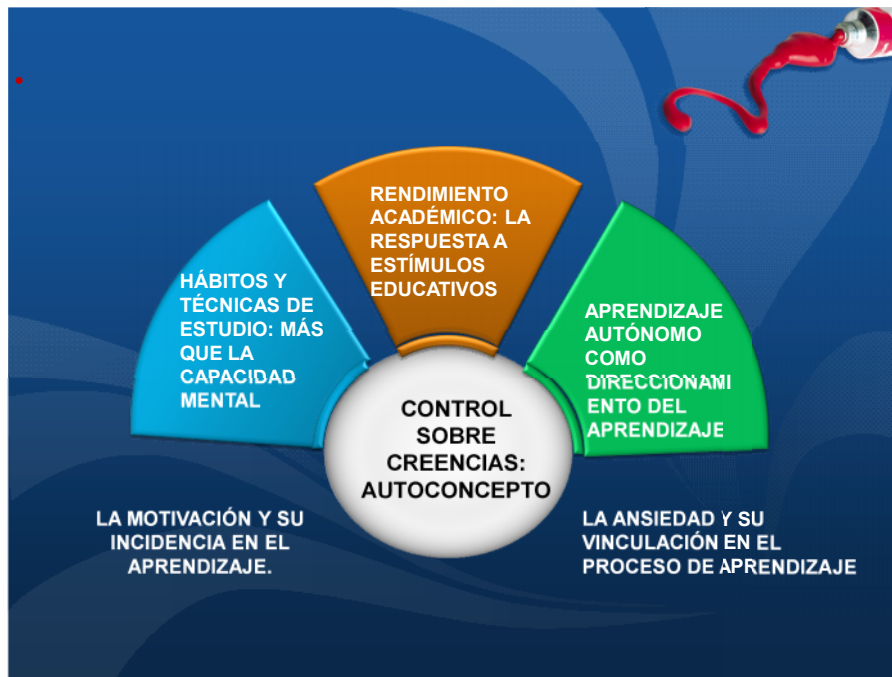 HÁBITOS Y
TÉCNICAS DE
ESTUDIO: MÁS
QUE LA
CAPACIDAD
MENTAL
RENDIMIENTO
ACADÉMICO: LA
RESPUESTA A
ESTÍMULOS
EDUCATIVOS
APRENDIZAJE
AUTÓNOMO
COMO
DIRECCIONAMI
ENTO DEL
APRENDIZAJE
CONTROL
SOBRE
CREENCIAS:
AUTOCONCEPTO
LA MOTIVACIÓN Y SU
INCIDENCIA EN EL
APRENDIZAJE.
LA ANSIEDAD Y SU
VINCULACIÓN EN EL
PROCESO DE APRENDIZAJE